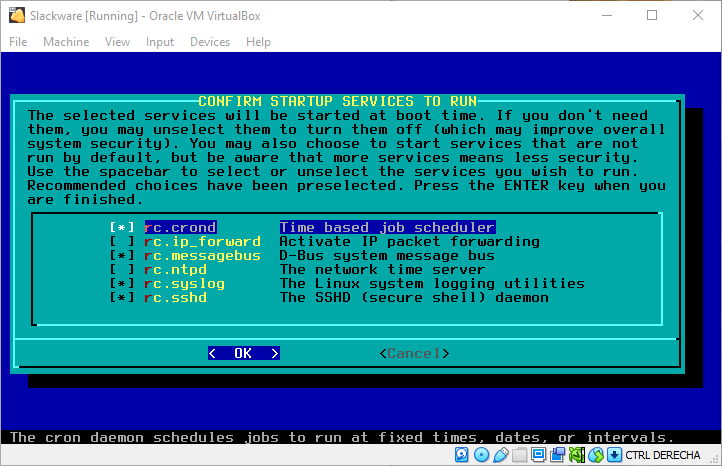 Slackware [Running] - Oracle VM VirtualBox
File Machine View Input Devices Help
CONFIRM STARTUP SERVICES TO RUN
The selected services will be started at boot time. If you don't need
them, you may unselect them to turn them off (which may improve overall
system security). You may also choose to start services that are not
run by default, but be aware that more services means less security.
Use the spacebar to select or unselect the services you wish to run.
Recommended choices have been preselected. Press the ENTER key when you
are finished.
[*] rc.crond Time based job scheduler
[ ] rc.ip_forward Activate IP packet forwarding
[*] rc.messagebus D-Bus system message bus
[ ] rc.ntpd The network time server
[*] rc.syslog The Linux system logging utilities
[*] rc.sshd The SSHD (secure shell) daemon
< OK > <Cancel>
The cron daemon schedules jobs to run at fixed times, dates, or intervals.
CTRL DERECHA